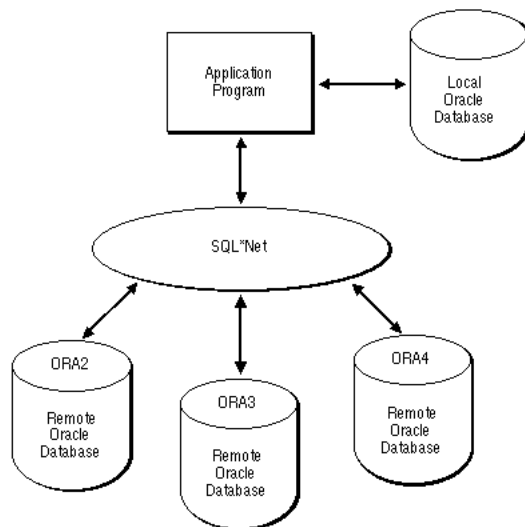 Application
Program
Local
Oracle
Database
SQL*Net
ORA2
Remote
Oracle
Database
ORA3
Remote
Oracle
Database
ORA4
Remote
Oracle
Database